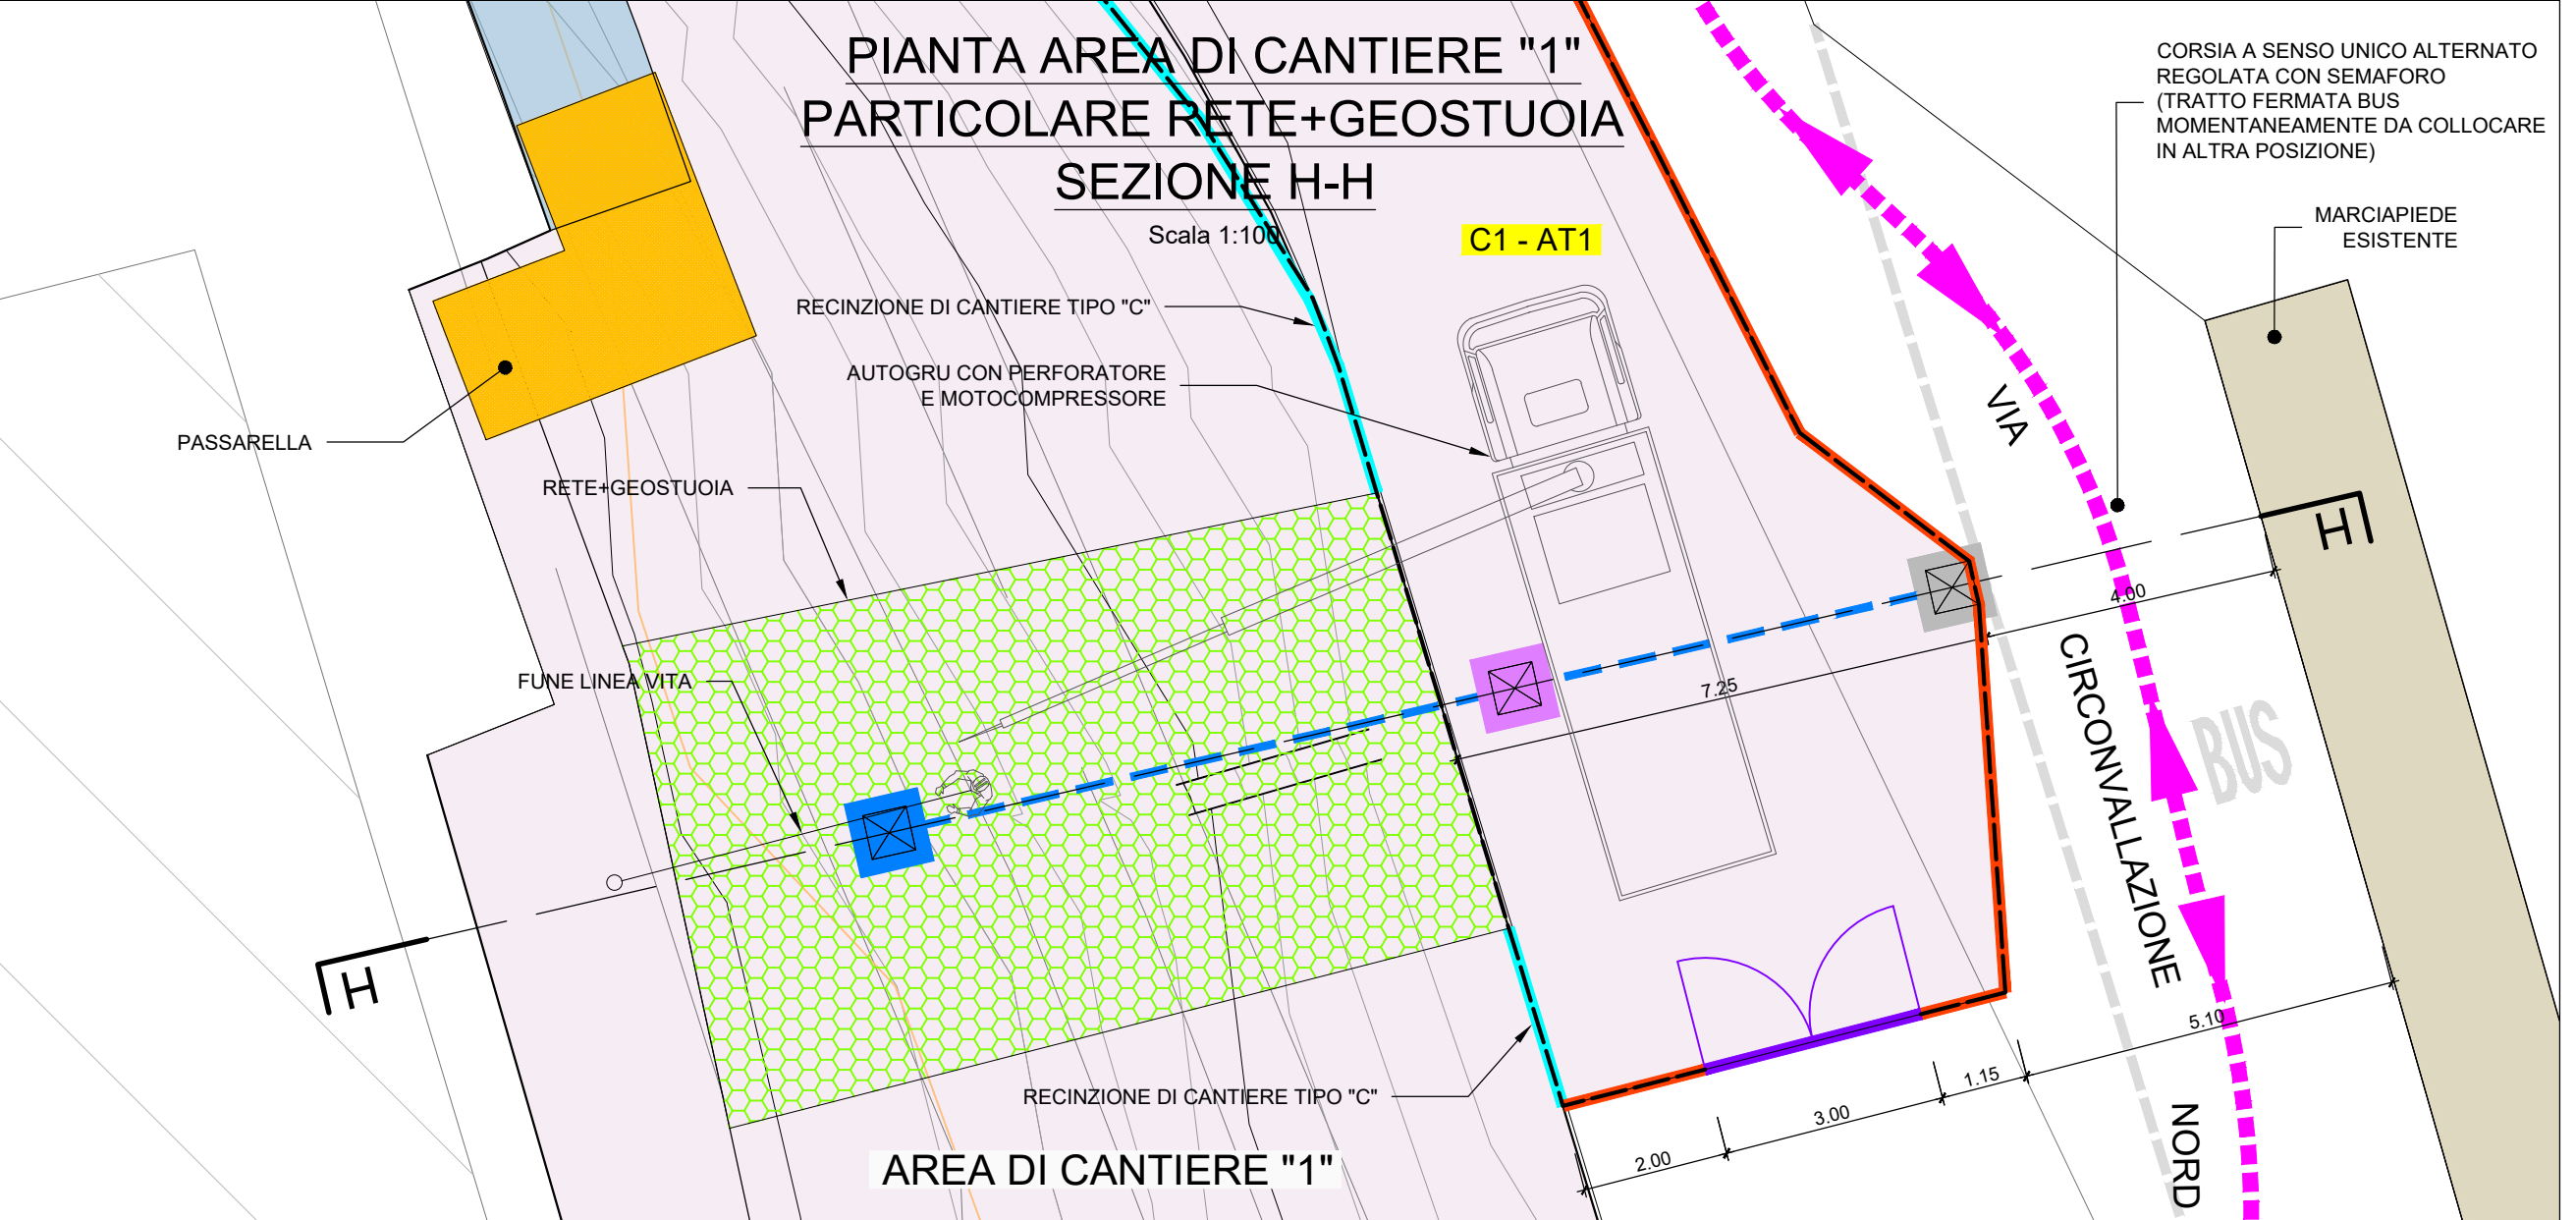 PIANTA AREA DI CANTIERE "1"
PARTICOLARE RETE+GEOSTUOIA
SEZIONE H-H
Scala 1:100
C1 - AT1
CORSIA A SENSO UNICO ALTERNATO
REGOLATA CON SEMAFORO
(TRATTO FERMATA BUS
MOMENTANEAMENTE DA COLLOCARE
IN ALTRA POSIZIONE)
MARCIAPIEDE
ESISTENTE
RECINZIONE DI CANTIERE TIPO "C"
AUTOGRU CON PERFORATORE
E MOTOCOMPRESSORE
PASSARELLA
RETE+GEOSTUOIA
FUNE LINEA VITA
VIA
CIRCONVALLAZIONE
NORD
BUS
H
H
4.00
7.25
5.10
1.15
3.00
2.00
RECINZIONE DI CANTIERE TIPO "C"
AREA DI CANTIERE "1"